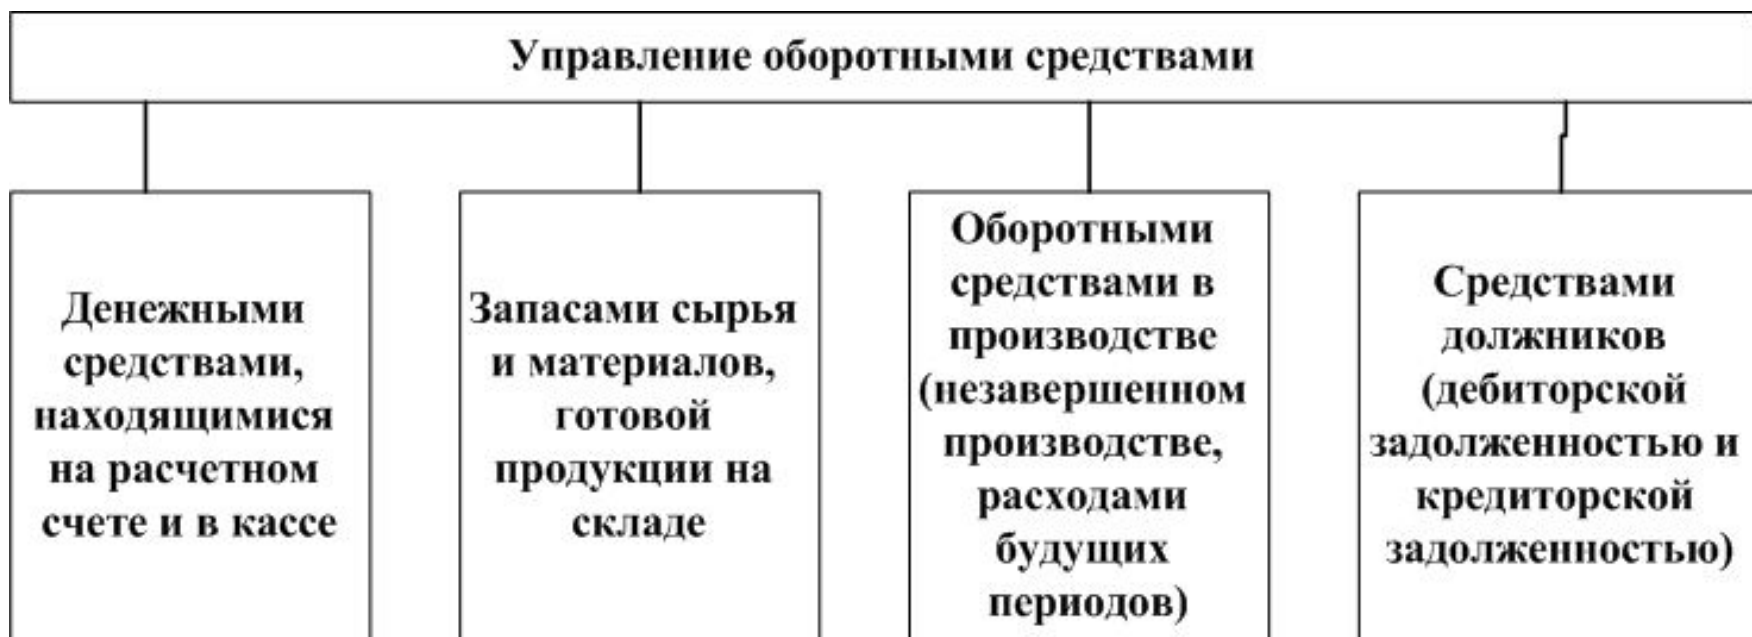 Управление оборотными средствами
Денежными
средствами,
находящимися
на расчетном
счете и в кассе
Запасами сырья
и материалов,
готовой
продукции на
складе
Оборотными
средствами в
производстве
(незавершенном
производстве,
расходами
будущих
периодов)
Средствами
должников
(дебиторской
задолженностью и
кредиторской
задолженностью)